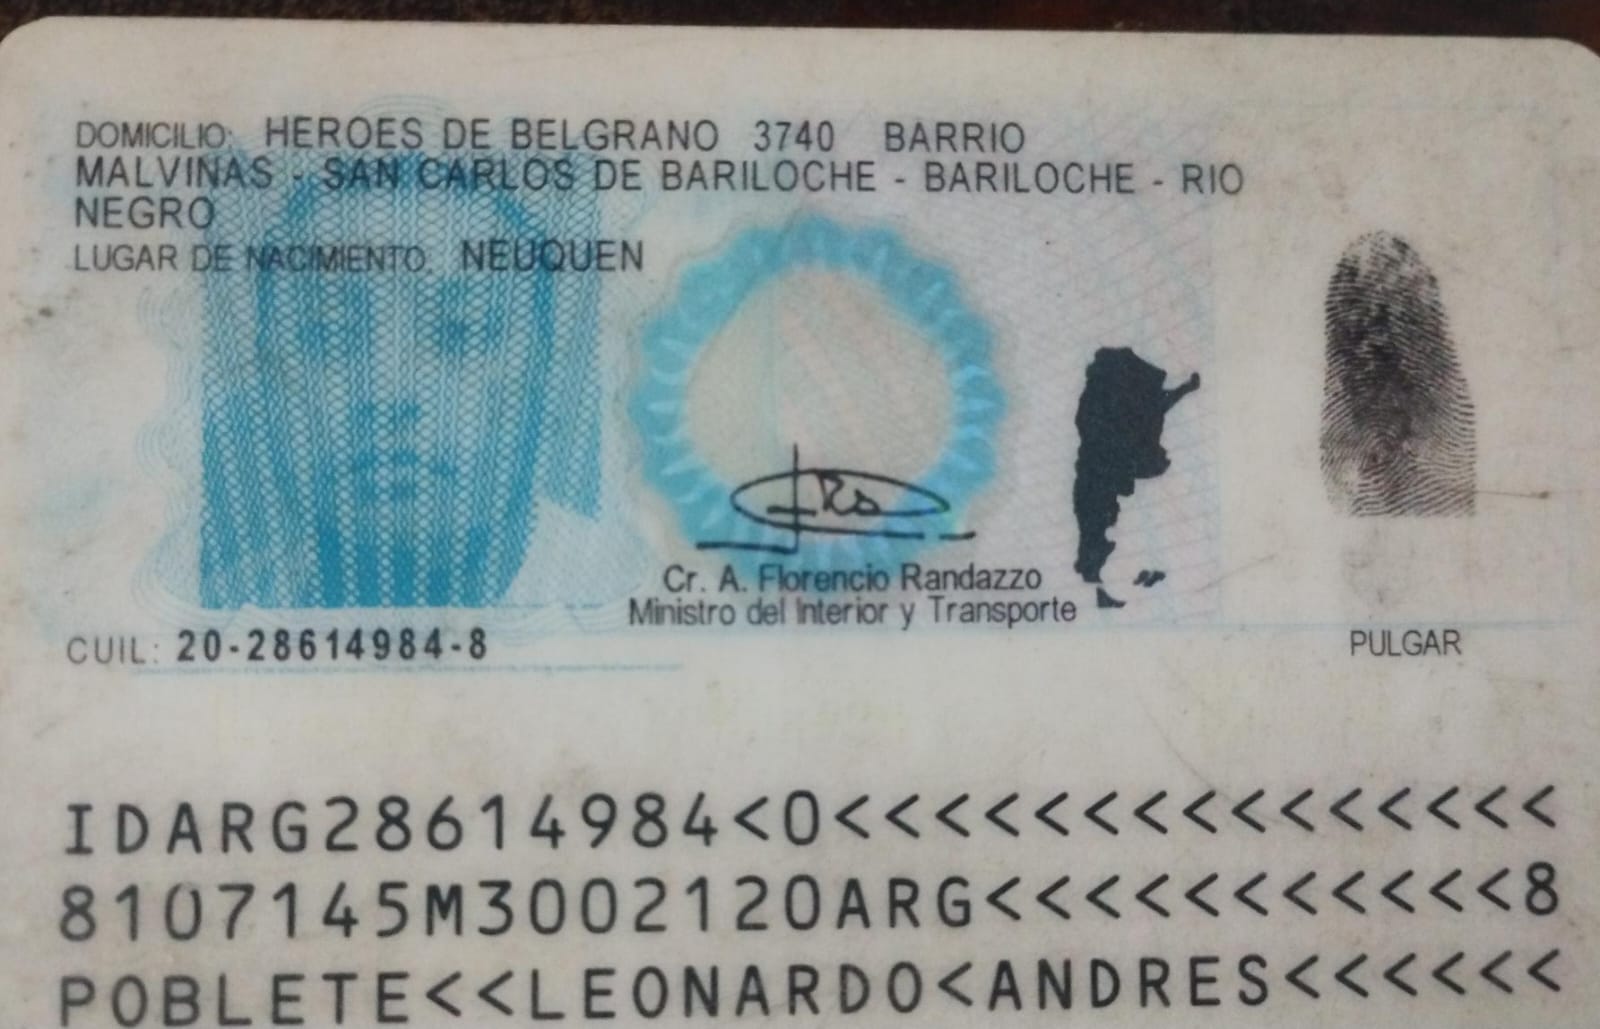 DOMICILIO: HEROES DE BELGRANO 3740 BARRIO
MALVINAS - SAN CARLOS DE BARILOCHE - BARILOCHE - RIO
NEGRO
LUGAR DE NACIMIENTO: NEUQUEN
Cr. A. Florencio Randazzo
Ministro del Interior y Transporte
CUIL: 20-28614984-8
PULGAR
IDARG28614984<0<<<<<<<<<<<<<<<
8107145M3002120ARG<<<<<<<<<<<8
POBLETE<<LEONARDO<ANDRES<<<<<<